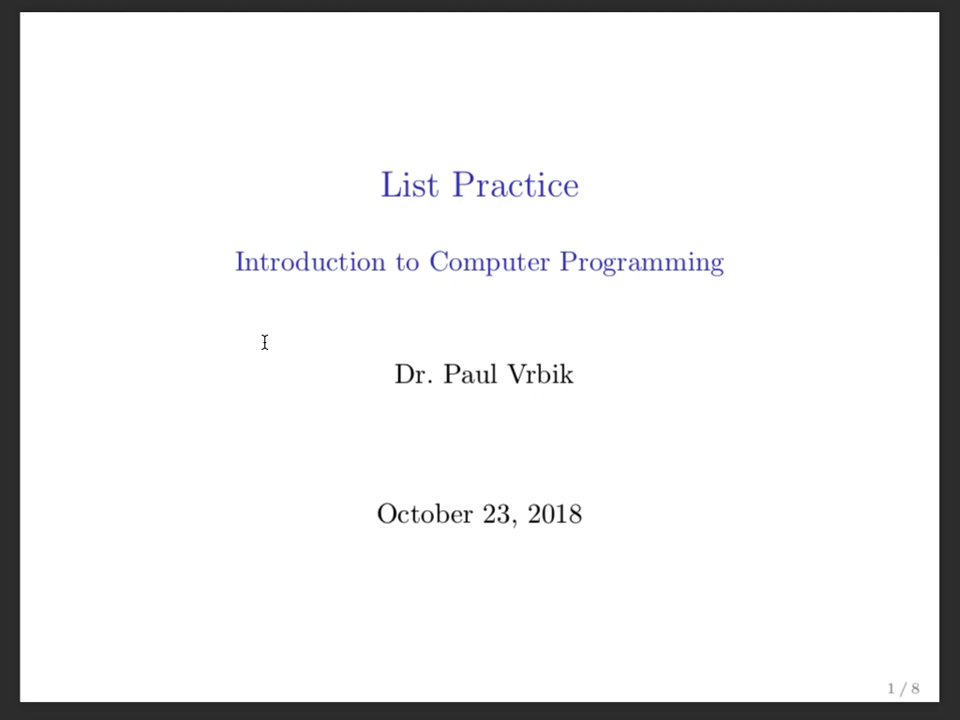 List Practice
Introduction to Computer Programming
Dr. Paul Vrbik
October 23, 2018
1 / 8